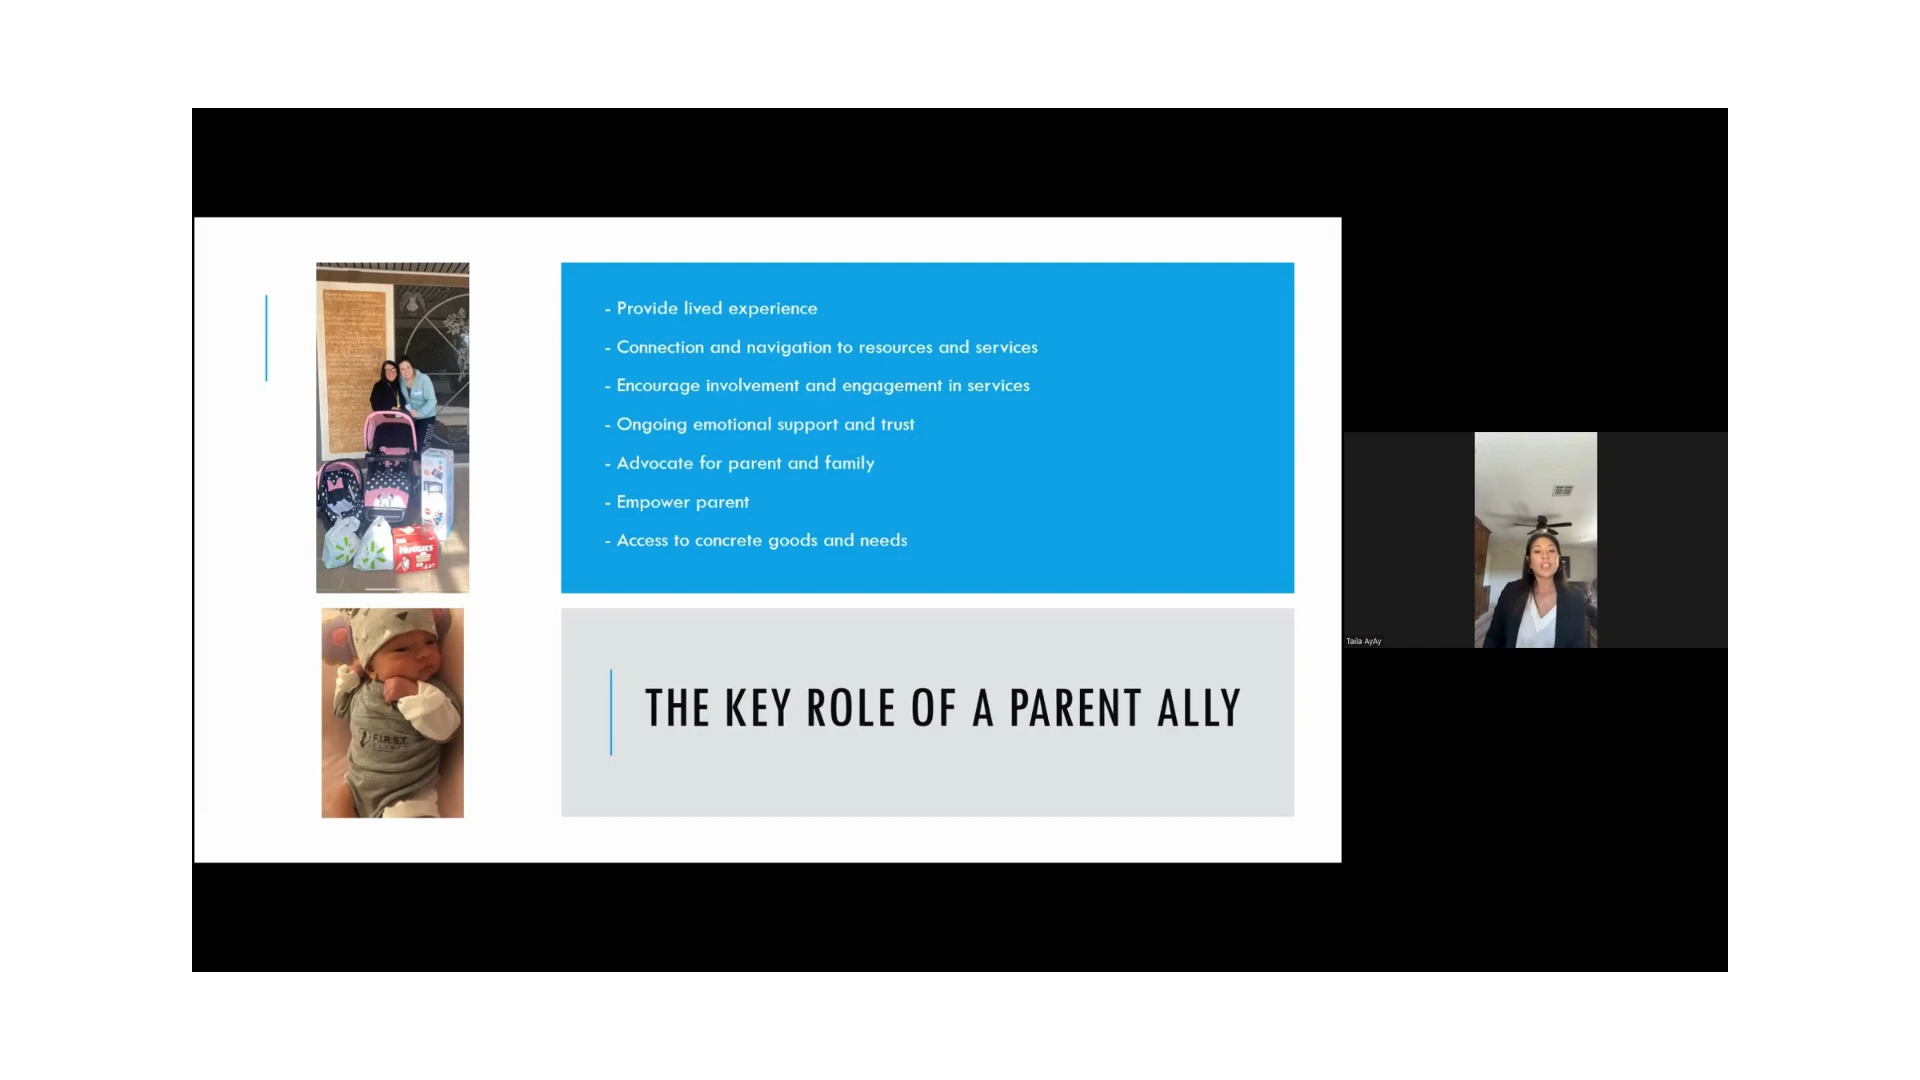 - Provide lived experience
- Connection and navigation to resources and services
- Encourage involvement and engagement in services
- Ongoing emotional support and trust
- Advocate for parent and family
- Empower parent
- Access to concrete goods and needs
HUGGIES
F.I.R.S.T.
CLINIC
THE KEY ROLE OF A PARENT ALLY
Taila AyAy